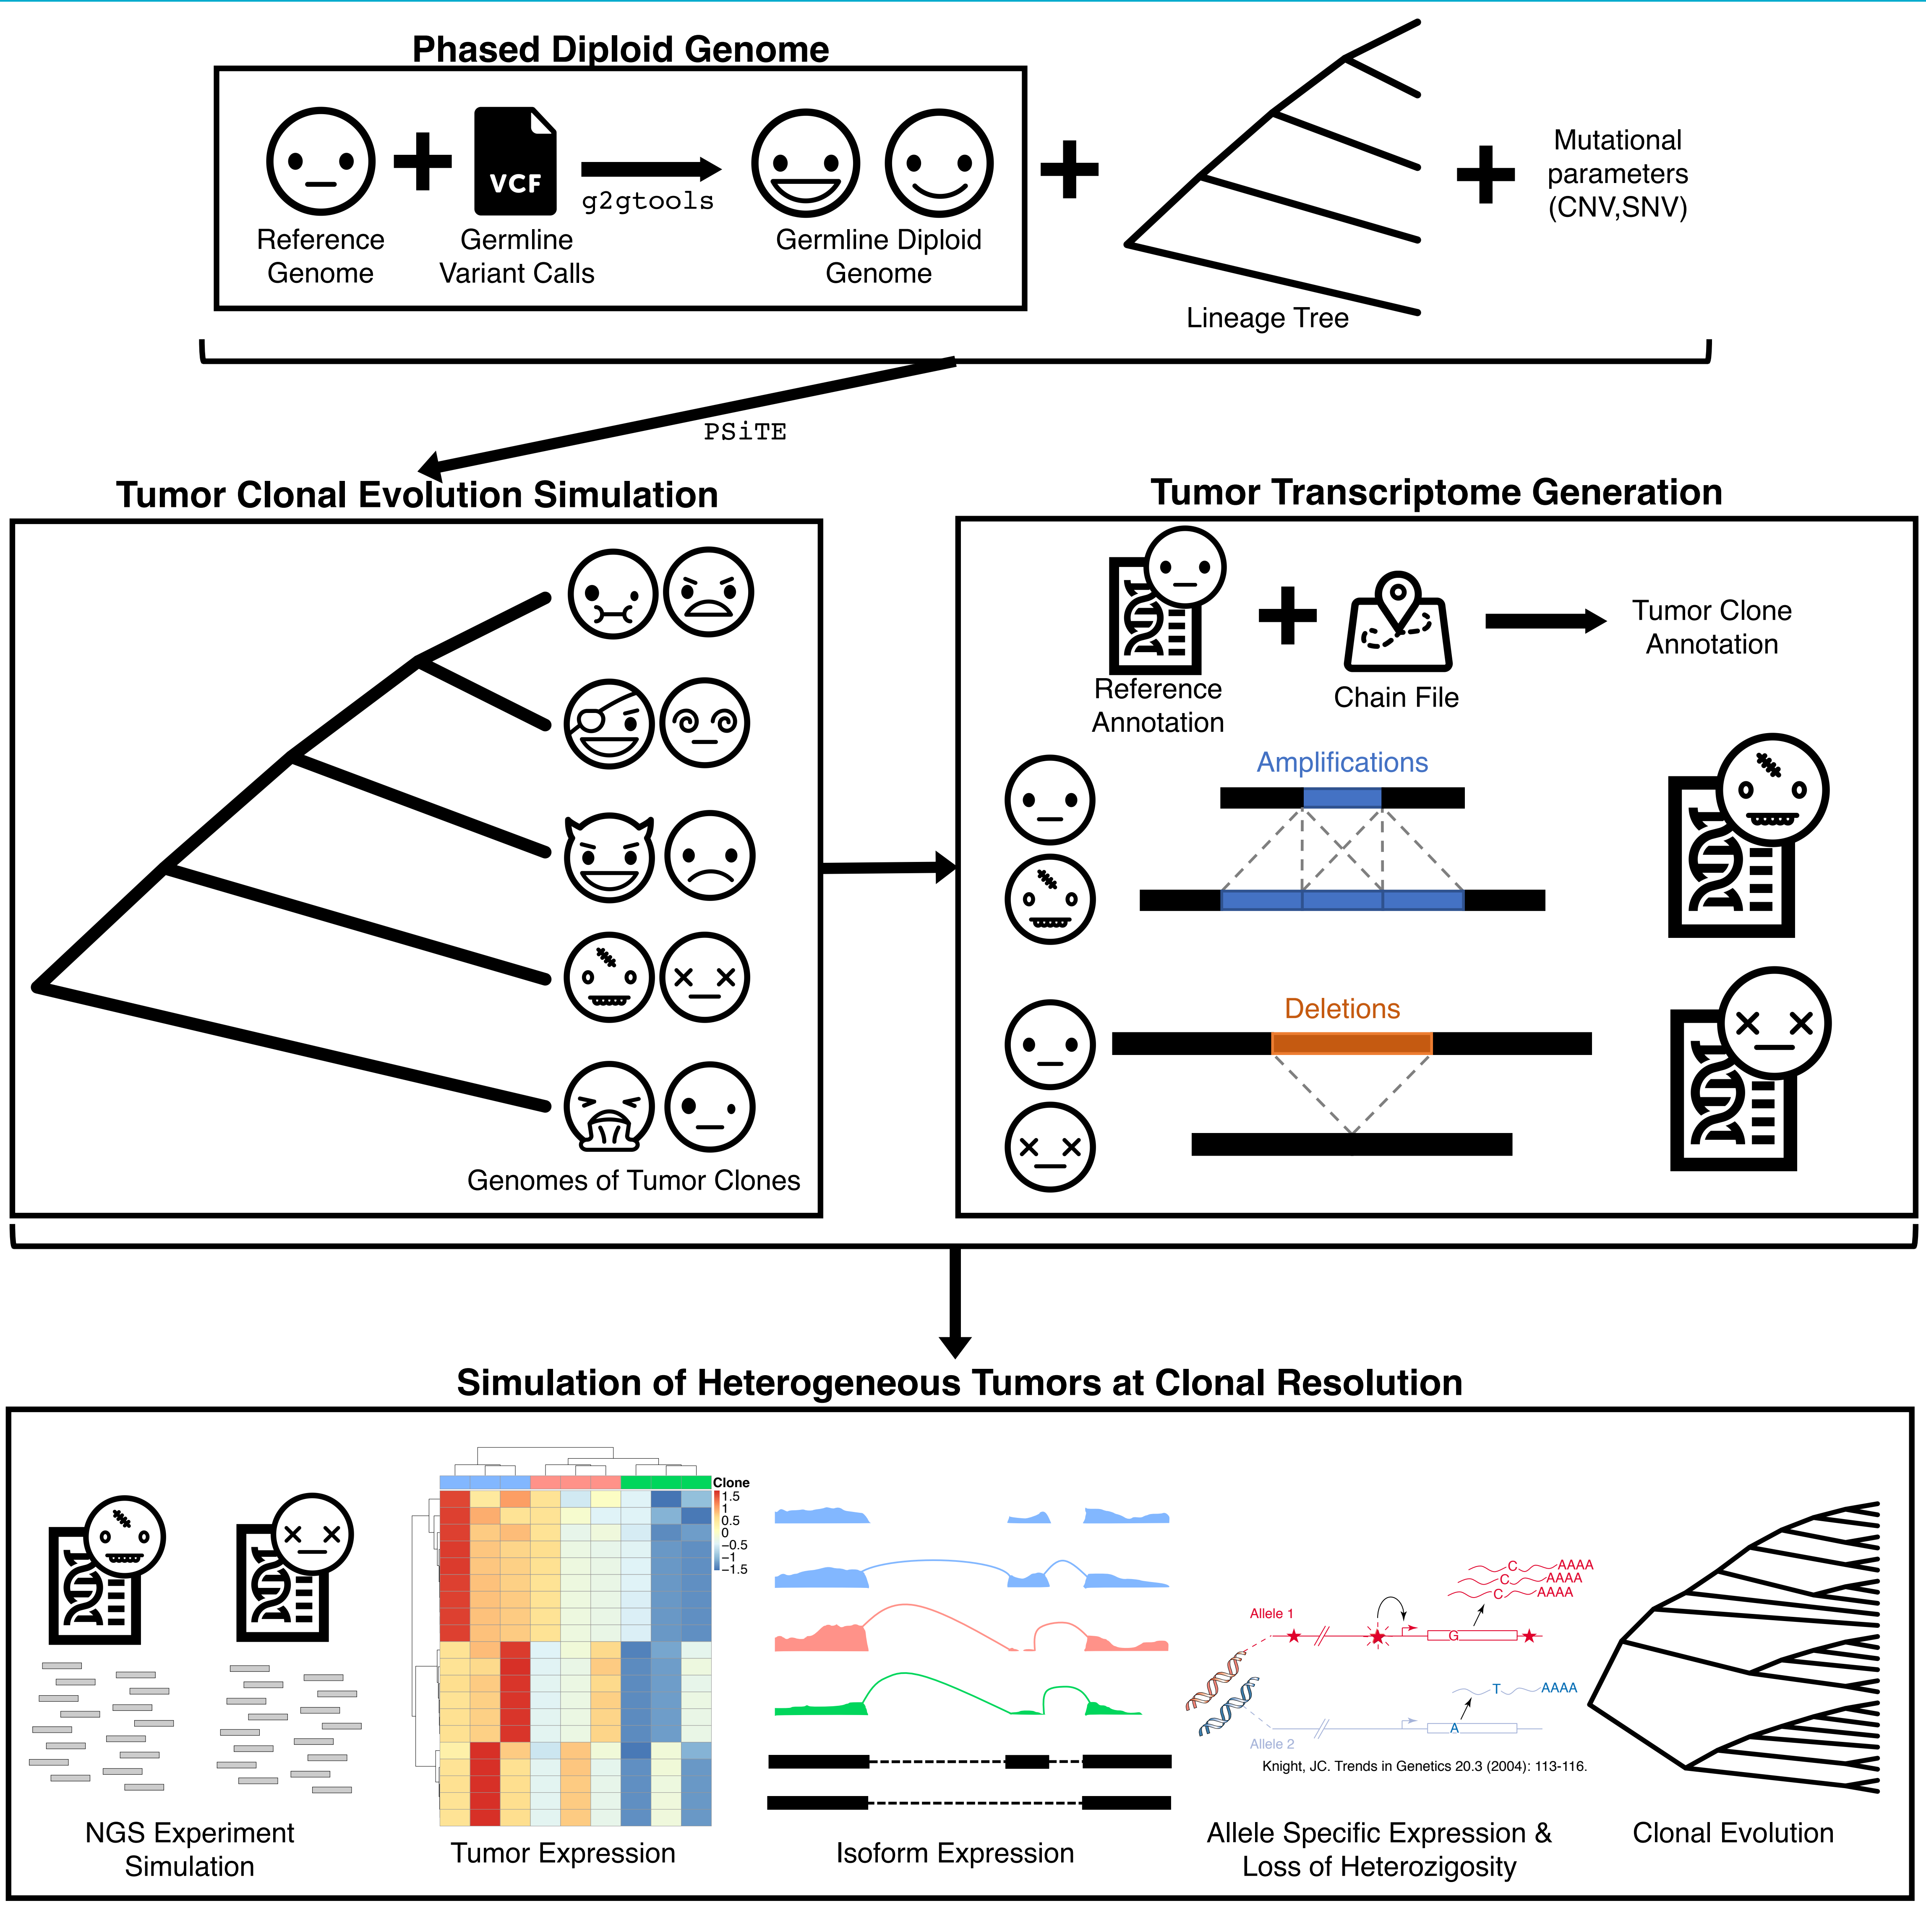 Phased Diploid Genome
VCF
g2gtools
Reference
Genome
Germline
Variant Calls
Germline Diploid
Genome
Lineage Tree
Mutational
parameters
(CNV,SNV)
PSiTE
Tumor Clonal Evolution Simulation
Genomes of Tumor Clones
Tumor Transcriptome Generation
Reference
Annotation
Chain File
Tumor Clone
Annotation
Amplifications
Deletions
Simulation of Heterogeneous Tumors at Clonal Resolution
NGS Experiment
Simulation
Clone
1.5
1
0.5
0
−0.5
−1
−1.5
Tumor Expression
Isoform Expression
C AAAA
C AAAA
C AAAA
Allele 1
G
T AAAA
A
Allele 2
Knight, JC. Trends in Genetics 20.3 (2004): 113-116.
Allele Specific Expression &
Loss of Heterozigosity
Clonal Evolution